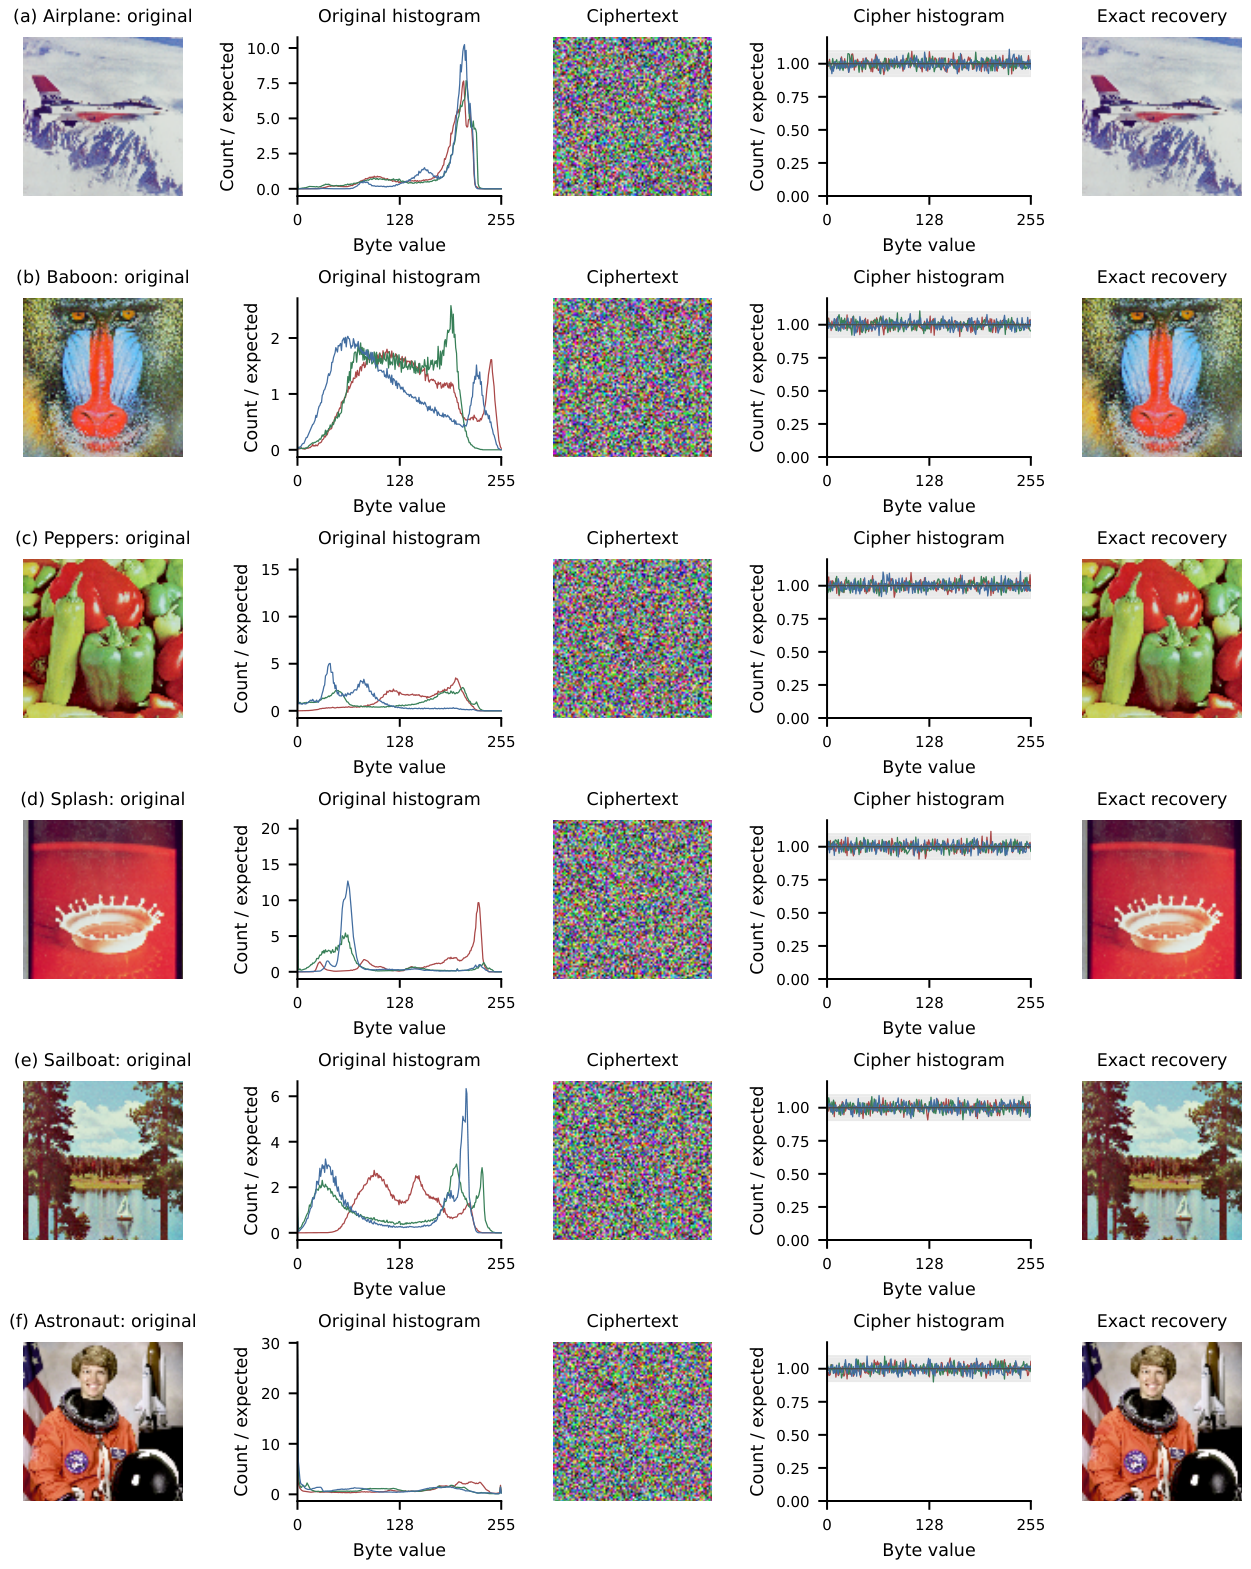 (a) Airplane: original
Original histogram
Ciphertext
Cipher histogram
Exact recovery
Count / expected
10.0
7.5
5.0
2.5
0.0
0
128
255
Byte value
Count / expected
1.00
0.75
0.50
0.25
0.00
0
128
255
Byte value
(b) Baboon: original
Original histogram
Ciphertext
Cipher histogram
Exact recovery
Count / expected
2
1
0
0
128
255
Byte value
Count / expected
1.00
0.75
0.50
0.25
0.00
0
128
255
Byte value
(c) Peppers: original
Original histogram
Ciphertext
Cipher histogram
Exact recovery
Count / expected
15
10
5
0
0
128
255
Byte value
Count / expected
1.00
0.75
0.50
0.25
0.00
0
128
255
Byte value
(d) Splash: original
Original histogram
Ciphertext
Cipher histogram
Exact recovery
Count / expected
20
15
10
5
0
0
128
255
Byte value
Count / expected
1.00
0.75
0.50
0.25
0.00
0
128
255
Byte value
(e) Sailboat: original
Original histogram
Ciphertext
Cipher histogram
Exact recovery
Count / expected
6
4
2
0
0
128
255
Byte value
Count / expected
1.00
0.75
0.50
0.25
0.00
0
128
255
Byte value
(f) Astronaut: original
Original histogram
Ciphertext
Cipher histogram
Exact recovery
Count / expected
30
20
10
0
0
128
255
Byte value
Count / expected
1.00
0.75
0.50
0.25
0.00
0
128
255
Byte value